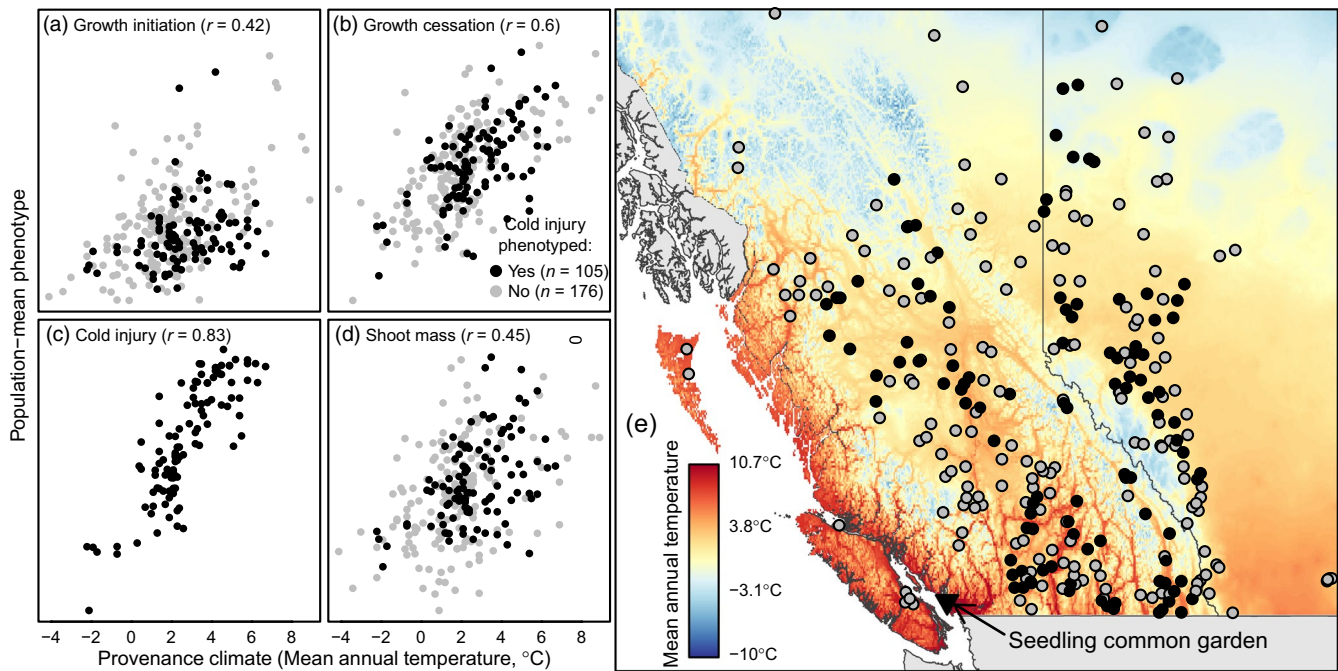 (a) Growth initiation (r = 0.42)
(b) Growth cessation (r = 0.6)
Cold injury
phenotyped:
Yes (n = 105)
No (n = 176)
(c) Cold injury (r = 0.83)
(d) Shoot mass (r = 0.45)
0
Population−mean phenotype
−4 −2 0 2 4 6 8
−4 −2 0 2 4 6 8
Provenance climate (Mean annual temperature, °C)
(e)
Mean annual temperature
10.7°C
3.8°C
−3.1°C
−10°C
Seedling common garden